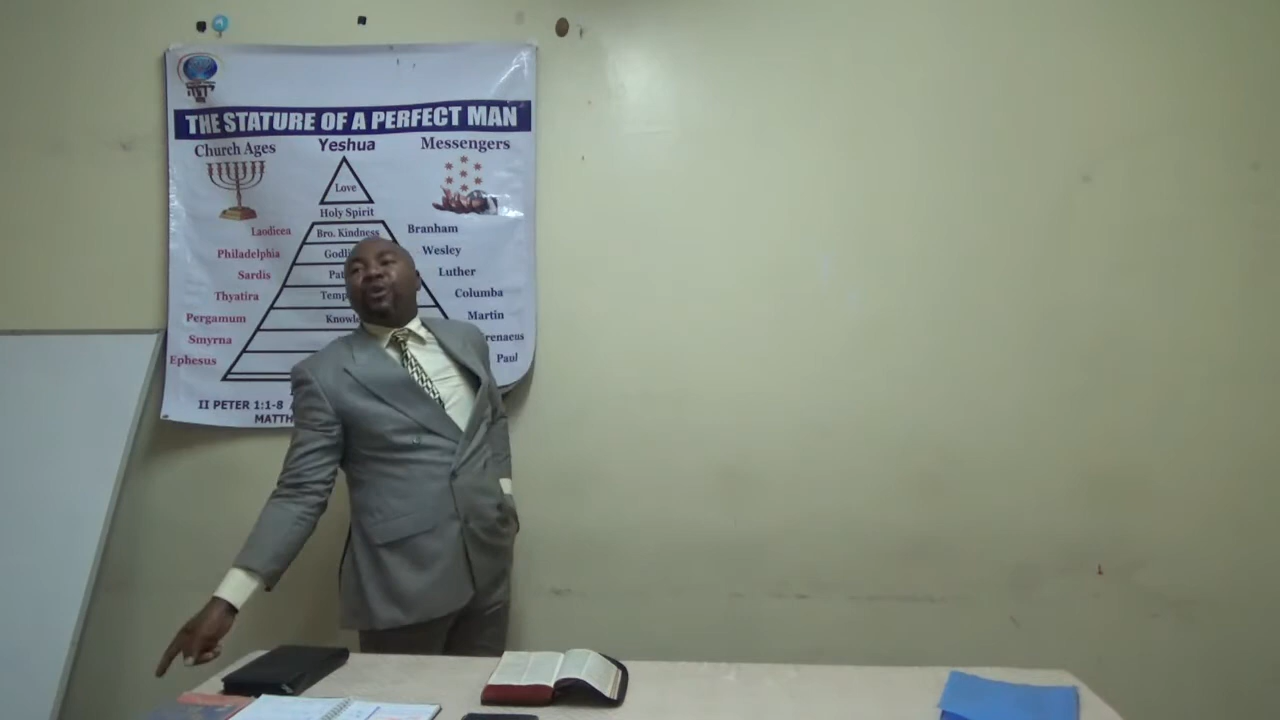 יהוה
THE STATURE OF A PERFECT MAN
Church Ages Yeshua Messengers
Love
Holy Spirit
Laodicea Bro. Kindness Branham
Philadelphia Wesley
Sardis Luther
Thyatira Columba
Pergamum Martin
Smyrna
Ephesus Paul
II PETER 1:1-8